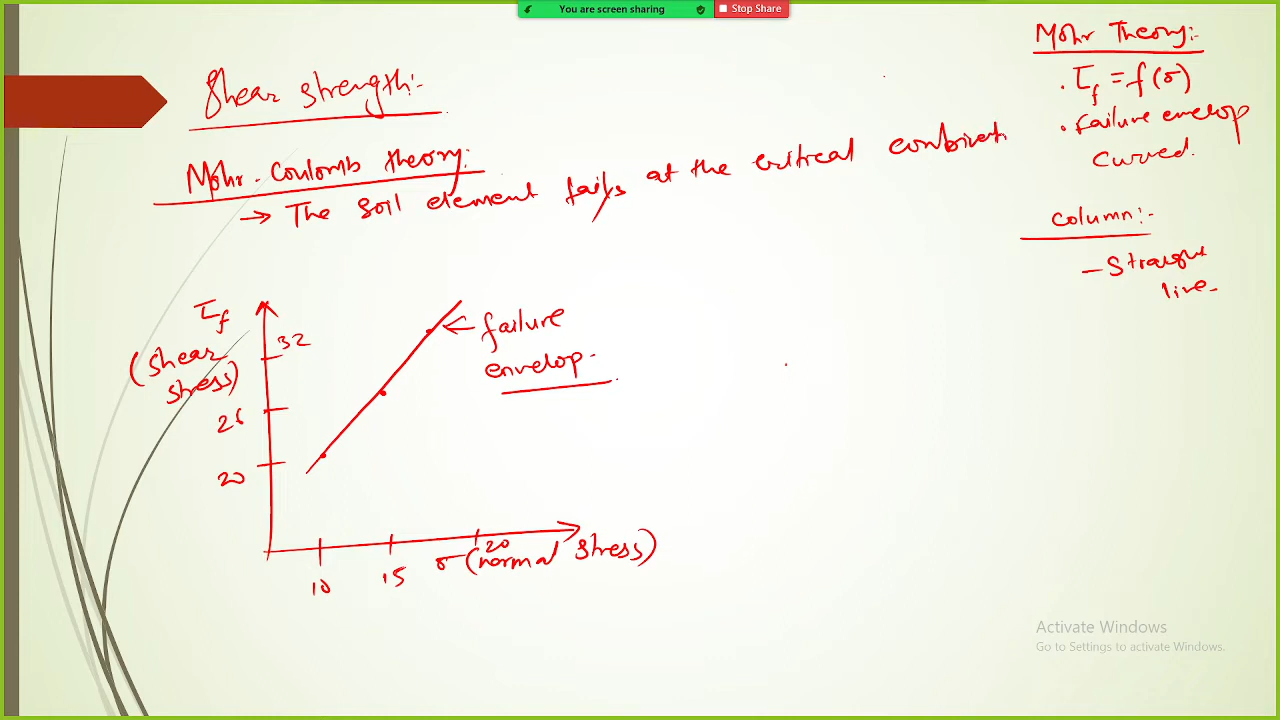 You are screen sharing Stop Share
Shear strength:-
Mohr-Coulomb theory:
→ The soil element fails at the critical combinati
Mohr Theory:-
. τf = f(σ)
. failure envelop
curved.
Column:-
- Straight
line-
τf
(shear
stress)
32
26
20
← failure
envelop-
10
15
20
σ (normal stress)
Activate Windows
Go to Settings to activate Windows.